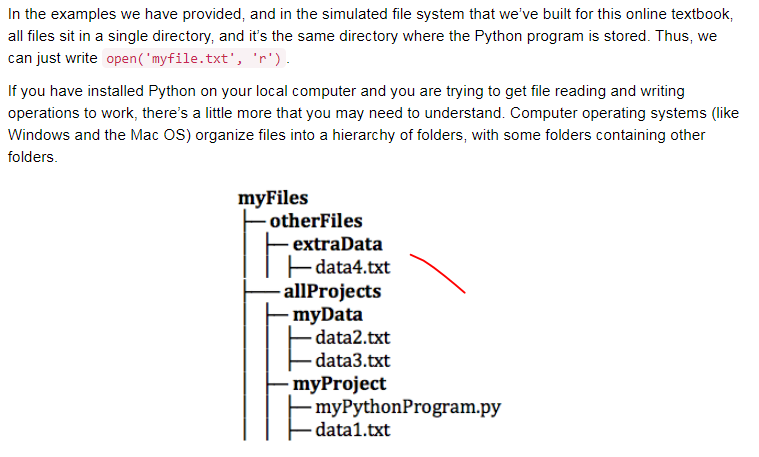 In the examples we have provided, and in the simulated file system that we've built for this online textbook,
all files sit in a single directory, and it's the same directory where the Python program is stored. Thus, we
can just write open('myfile.txt', 'r') .
If you have installed Python on your local computer and you are trying to get file reading and writing
operations to work, there's a little more that you may need to understand. Computer operating systems (like
Windows and the Mac OS) organize files into a hierarchy of folders, with some folders containing other
folders.
myFiles
otherFiles
extraData
data4.txt
allProjects
myData
data2.txt
data3.txt
myProject
myPythonProgram.py
data1.txt